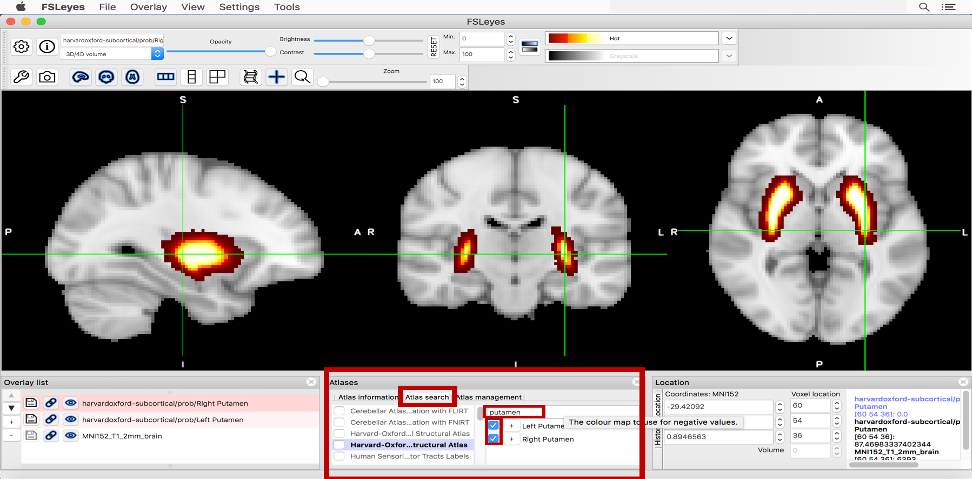 FSLeyes File Overlay View Settings Tools
FSLeyes
harvardoxford-subcortical/prob/Rig
3D/4D volume
Opacity
Brightness
Contrast
RESET
Min. 0
Max. 100
Hot
Greyscale
Zoom
100
S
S
A
P
A R
L R
L
I
I
P
Overlay list
harvardoxford-subcortical/prob/Right Putamen
harvardoxford-subcortical/prob/Left Putamen
MNI152_T1_2mm_brain
Atlases
Atlas information Atlas search Atlas management
Cerebellar Atlas...ation with FLIRT
Cerebellar Atlas...ation with FNIRT
Harvard-Oxfor...l Structural Atlas
Harvard-Oxfor...tructural Atlas
Human Sensori...tor Tracts Labels
putamen
+ Left Putame
+ Right Putamen
The colour map to use for negative values.
Location
Coordinates: MNI152
-29.42092
0.8946563
Voxel location
60
54
36
Volume 0
harvardoxford-subcortical/prob/Right
Putamen
[60 54 36]: 0.0
harvardoxford-subcortical/prob/Left
Putamen
[60 54 36]:
87.46983337402344
MNI152_T1_2mm_brain
[60 54 36]: 6393